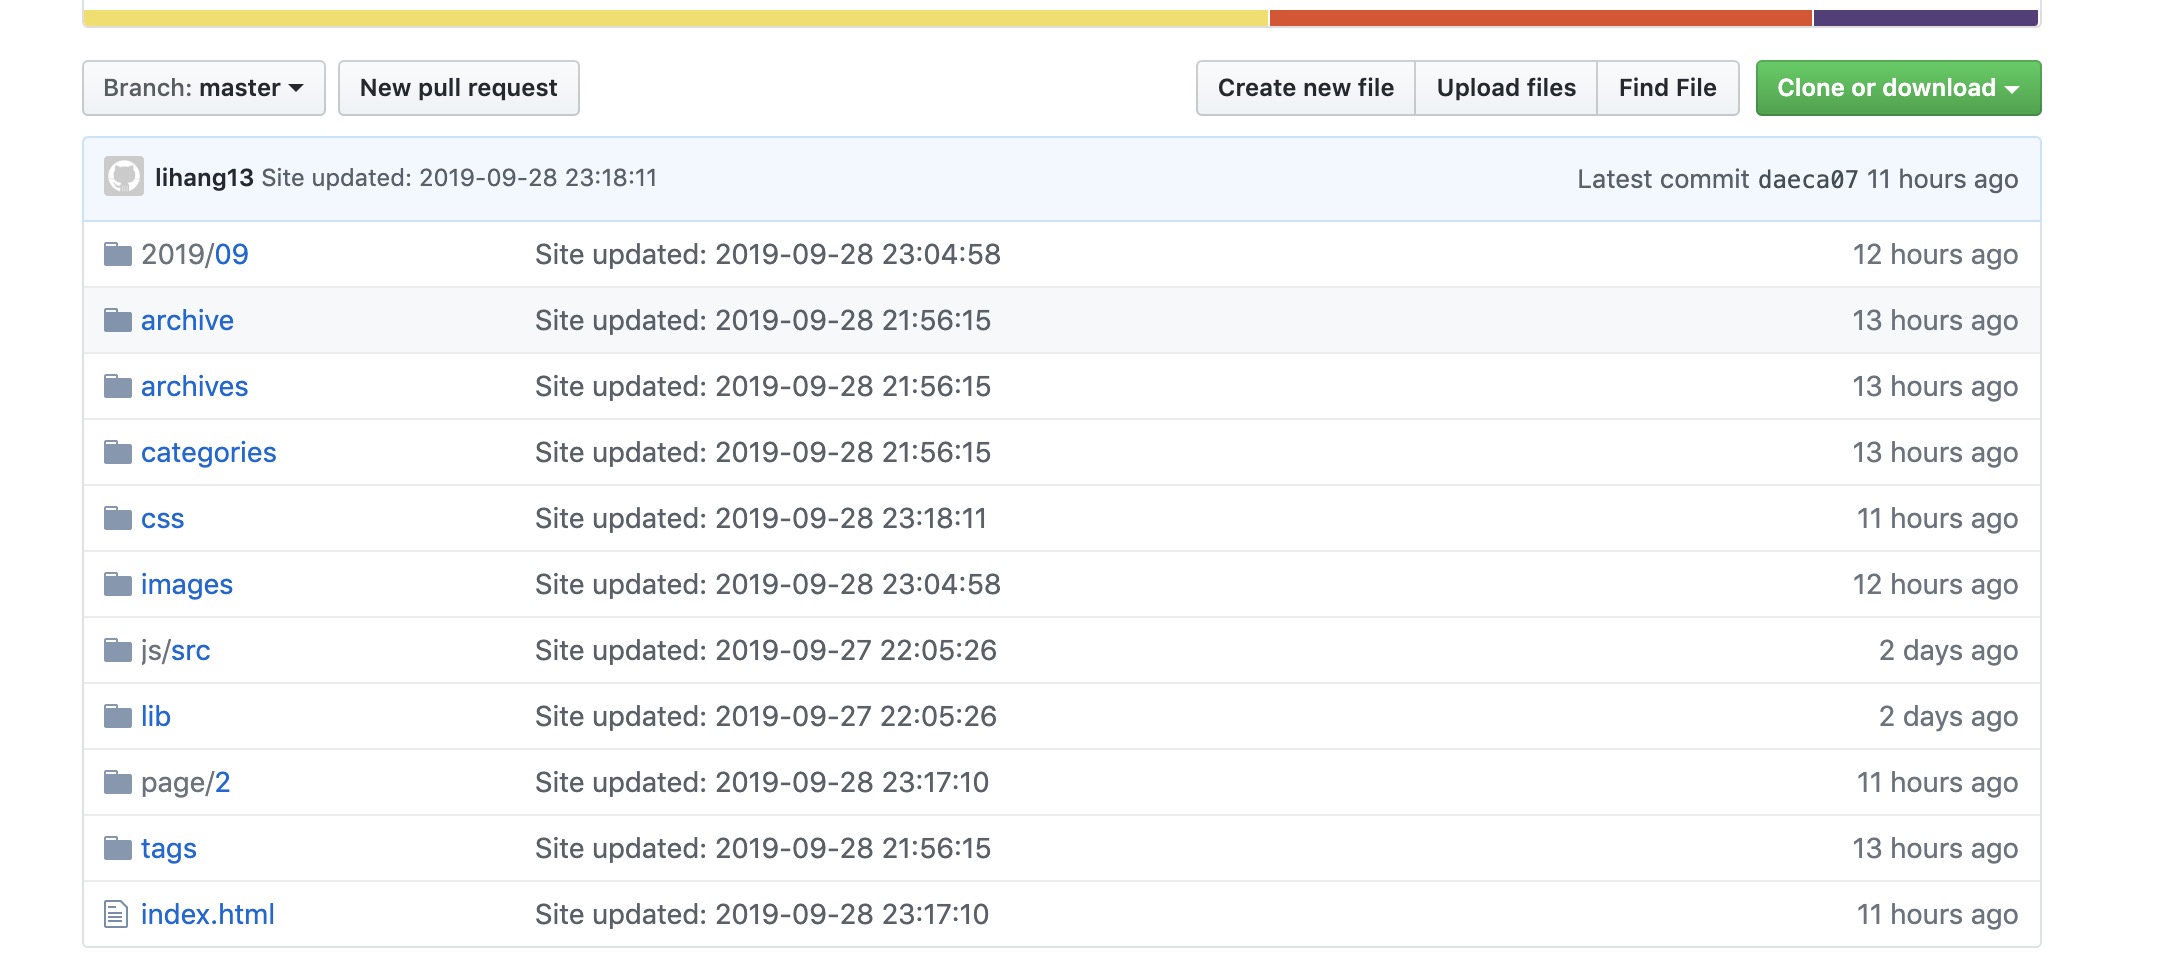 Branch: master New pull request Create new file Upload files Find File Clone or download
lihang13 Site updated: 2019-09-28 23:18:11 Latest commit daeca07 11 hours ago
2019/09 Site updated: 2019-09-28 23:04:58 12 hours ago
archive Site updated: 2019-09-28 21:56:15 13 hours ago
archives Site updated: 2019-09-28 21:56:15 13 hours ago
categories Site updated: 2019-09-28 21:56:15 13 hours ago
css Site updated: 2019-09-28 23:18:11 11 hours ago
images Site updated: 2019-09-28 23:04:58 12 hours ago
js/src Site updated: 2019-09-27 22:05:26 2 days ago
lib Site updated: 2019-09-27 22:05:26 2 days ago
page/2 Site updated: 2019-09-28 23:17:10 11 hours ago
tags Site updated: 2019-09-28 21:56:15 13 hours ago
index.html Site updated: 2019-09-28 23:17:10 11 hours ago